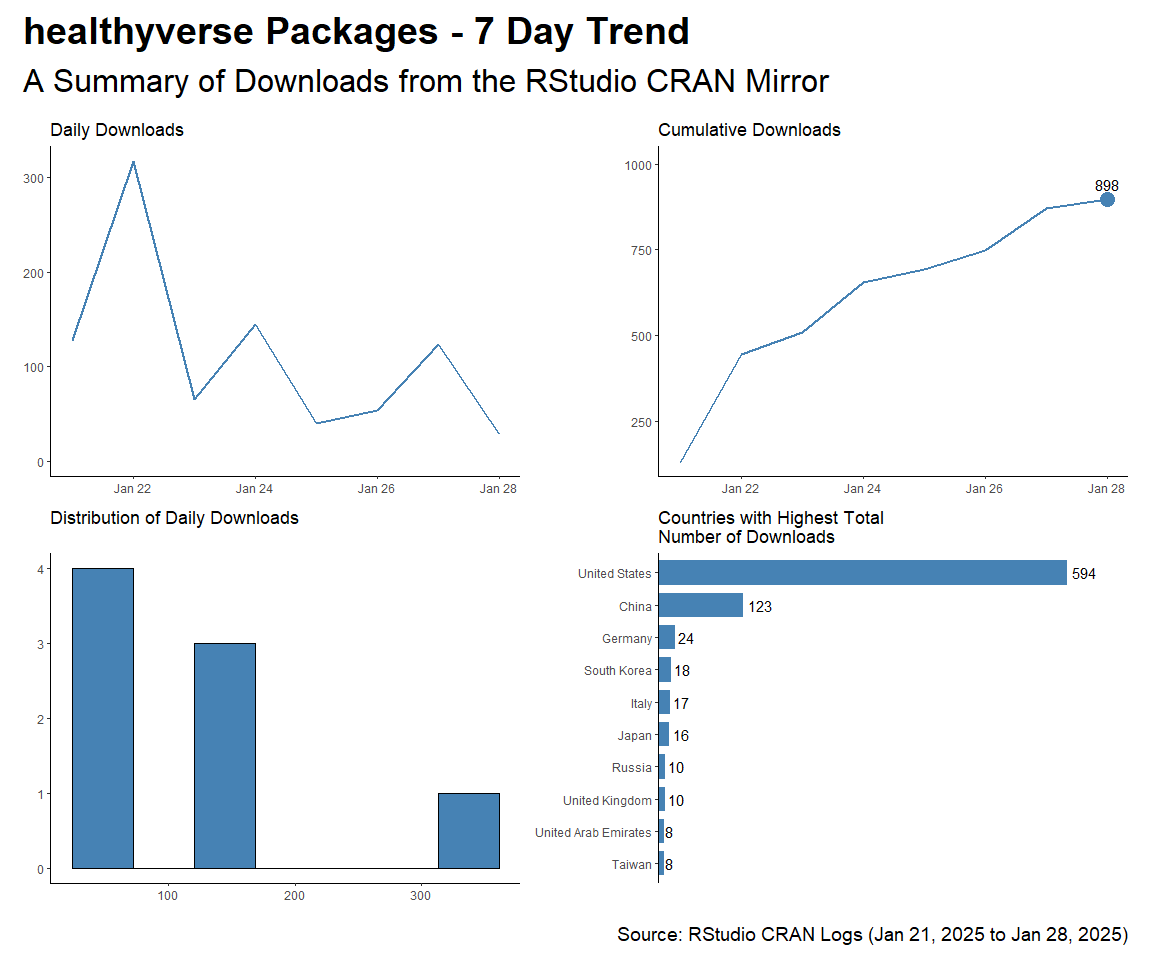 healthyverse Packages - 7 Day Trend
A Summary of Downloads from the RStudio CRAN Mirror
Daily Downloads
300
200
100
0
Jan 22 Jan 24 Jan 26 Jan 28
Cumulative Downloads
1000
750
500
250
898
Jan 22 Jan 24 Jan 26 Jan 28
Distribution of Daily Downloads
4
3
2
1
0
100 200 300
Countries with Highest Total
Number of Downloads
United States 594
China 123
Germany 24
South Korea 18
Italy 17
Japan 16
Russia 10
United Kingdom 10
United Arab Emirates 8
Taiwan 8
Source: RStudio CRAN Logs (Jan 21, 2025 to Jan 28, 2025)